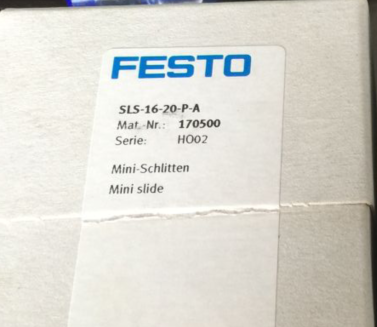 FESTO
SLS-16-20-P-A
Mat.-Nr.: 170500
Serie: HO02
Mini-Schlitten
Mini slide